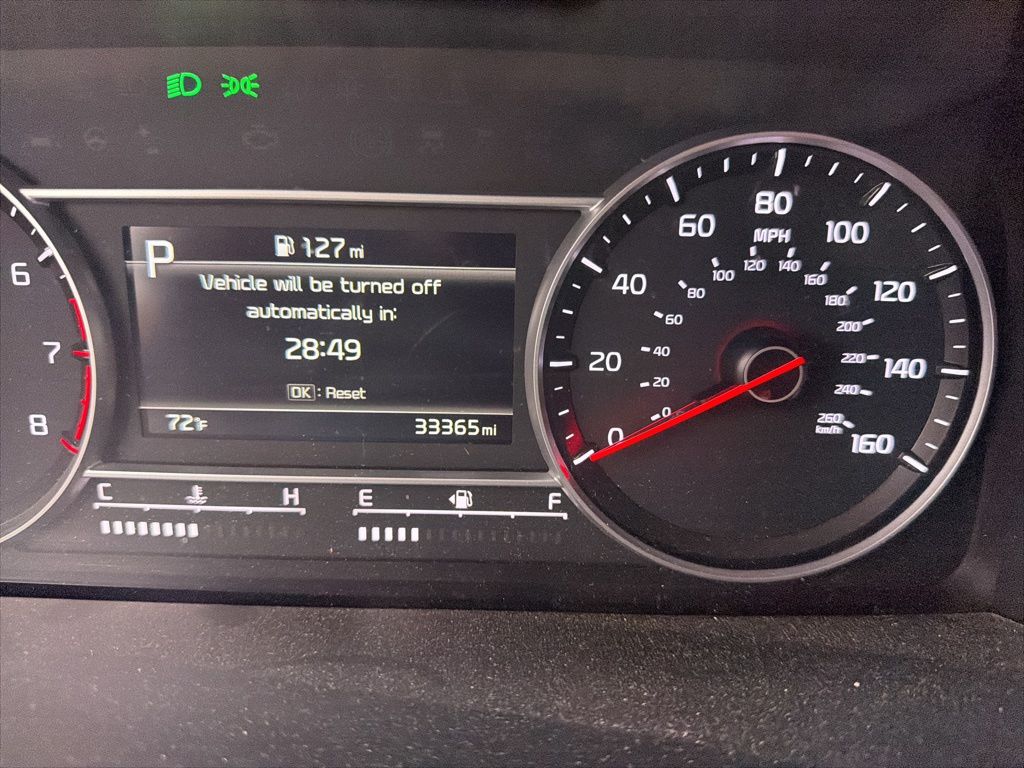 P
127 mi
Vehicle will be turned off
automatically in:
28:49
OK : Reset
72°F
33365 mi
C H
E F
6
7
8
0
20
40
60
80
100
120
140
160
MPH
0
20
40
60
80
100
120
140
160
180
200
220
240
260
km/h